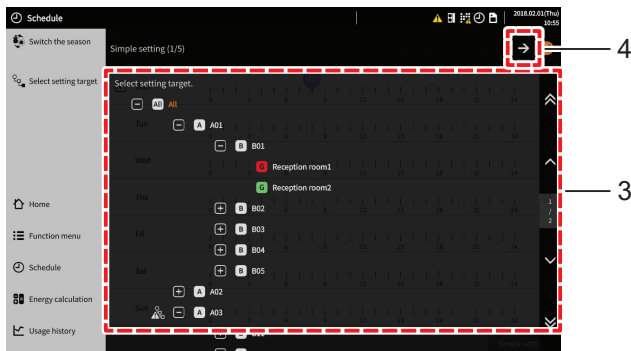 Schedule
2018.02.01(Thu)
10:55
Switch the season
Simple setting (1/5)
4
Select setting target
Select setting target.
All All
Tue
A A01
B B01
Wed
G Reception room1
G Reception room2
3
Thu
Home
B B02
1
/
2
Fri
Function menu
B B03
B B04
Schedule
Sat
B B05
Energy calculation
A A02
Sun
A A03
Usage history